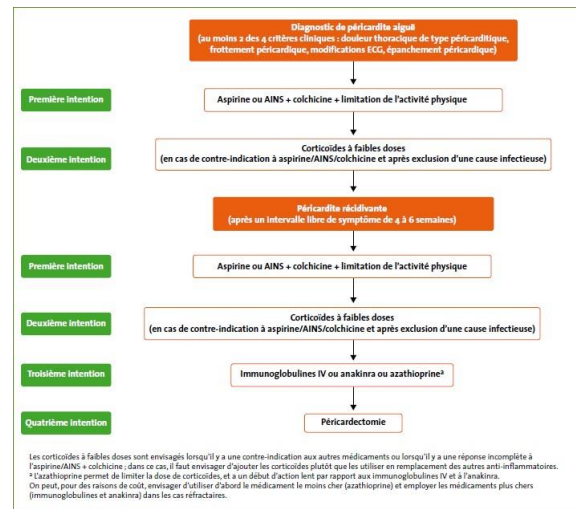 Diagnostic de péricardite aiguë
(au moins 2 des 4 critères cliniques : douleur thoracique de type péricarditique,
frottement péricardique, modifications ECG, épanchement péricardique)
Première intention
Aspirine ou AINS + colchicine + limitation de l'activité physique
Deuxième intention
Corticoïdes à faibles doses
(en cas de contre-indication à aspirine/AINS/colchicine et après exclusion d'une cause infectieuse)
Péricardite récidivante
(après un intervalle libre de symptôme de 4 à 6 semaines)
Première intention
Aspirine ou AINS + colchicine + limitation de l'activité physique
Deuxième intention
Corticoïdes à faibles doses
(en cas de contre-indication à aspirine/AINS/colchicine et après exclusion d'une cause infectieuse)
Troisième intention
Immunoglobulines IV ou anakinra ou azathioprineª
Quatrième intention
Péricardectomie
Les corticoïdes à faibles doses sont envisagés lorsqu'il y a une contre-indication aux autres médicaments ou lorsqu'il y a une réponse incomplète à
l'aspirine/AINS + colchicine ; dans ce cas, il faut envisager d'ajouter les corticoïdes plutôt que les utiliser en remplacement des autres anti-inflammatoires.
ª L'azathioprine permet de limiter la dose de corticoïdes, et a un début d'action lent par rapport aux immunoglobulines IV et à l'anakinra.
On peut, pour des raisons de coût, envisager d'utiliser d'abord le médicament le moins cher (azathioprine) et employer les médicaments plus chers
(immunoglobulines et anakinra) dans les cas réfractaires.